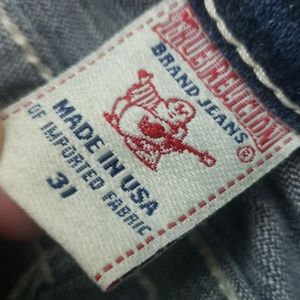 TRUE RELIGION
BRAND JEANS
®
MADE IN USA
OF IMPORTED FABRIC
31